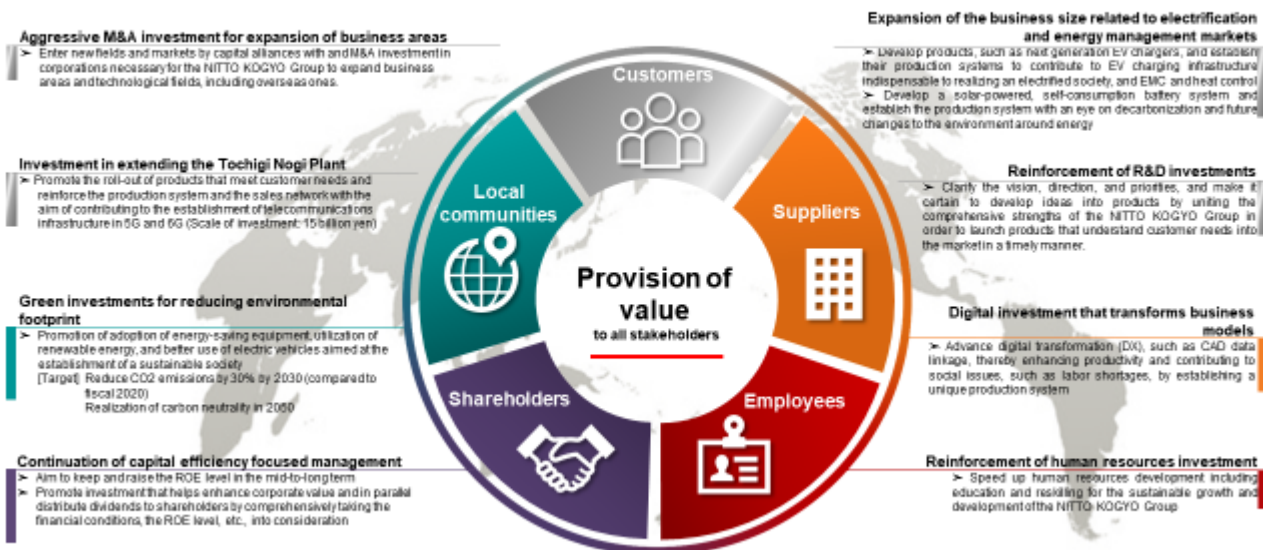 Aggressive M&A investment for expansion of business areas
➢ Enter new fields and markets by capital alliances with and M&A investment in
corporations necessary for the NITTO KOGYO Group to expand business
areas and technological fields, including overseas ones.
Investment in extending the Tochigi Nogi Plant
➢ Promote the roll-out of products that meet customer needs and
reinforce the production system and the sales network with the
aim of contributing to the establishment of telecommunications
infrastructure in 5G and 6G (Scale of investment: 15 billion yen)
Green investments for reducing environmental
footprint
➢ Promotion of adoption of energy-saving equipment, utilization of
renewable energy, and better use of electric vehicles aimed at the
establishment of a sustainable society
[Target] Reduce CO2 emissions by 30% by 2030 (compared to
fiscal 2020)
Realization of carbon neutrality in 2050
Continuation of capital efficiency focused management
➢ Aim to keep and raise the ROE level in the mid-to-long term
➢ Promote investment that helps enhance corporate value and in parallel
distribute dividends to shareholders by comprehensively taking the
financial conditions, the ROE level, etc., into consideration
Customers
Local
communities
Suppliers
Provision of
value
to all stakeholders
Shareholders
Employees
Expansion of the business size related to electrification
and energy management markets
➢ Develop products, such as next generation EV chargers, and establish
their production systems to contribute to EV charging infrastructure
indispensable to realizing an electrified society, and EMC and heat control
➢ Develop a solar-powered, self-consumption battery system and
establish the production system with an eye on decarbonization and future
changes to the environment around energy
Reinforcement of R&D investments
➢ Clarify the vision, direction, and priorities, and make it
certain to develop ideas into products by uniting the
comprehensive strengths of the NITTO KOGYO Group in
order to launch products that understand customer needs into
the market in a timely manner.
Digital investment that transforms business
models
➢ Advance digital transformation (DX), such as CAD data
linkage, thereby enhancing productivity and contributing to
social issues, such as labor shortages, by establishing a
unique production system
Reinforcement of human resources investment
➢ Speed up human resources development including
education and reskilling for the sustainable growth and
development of the NITTO KOGYO Group